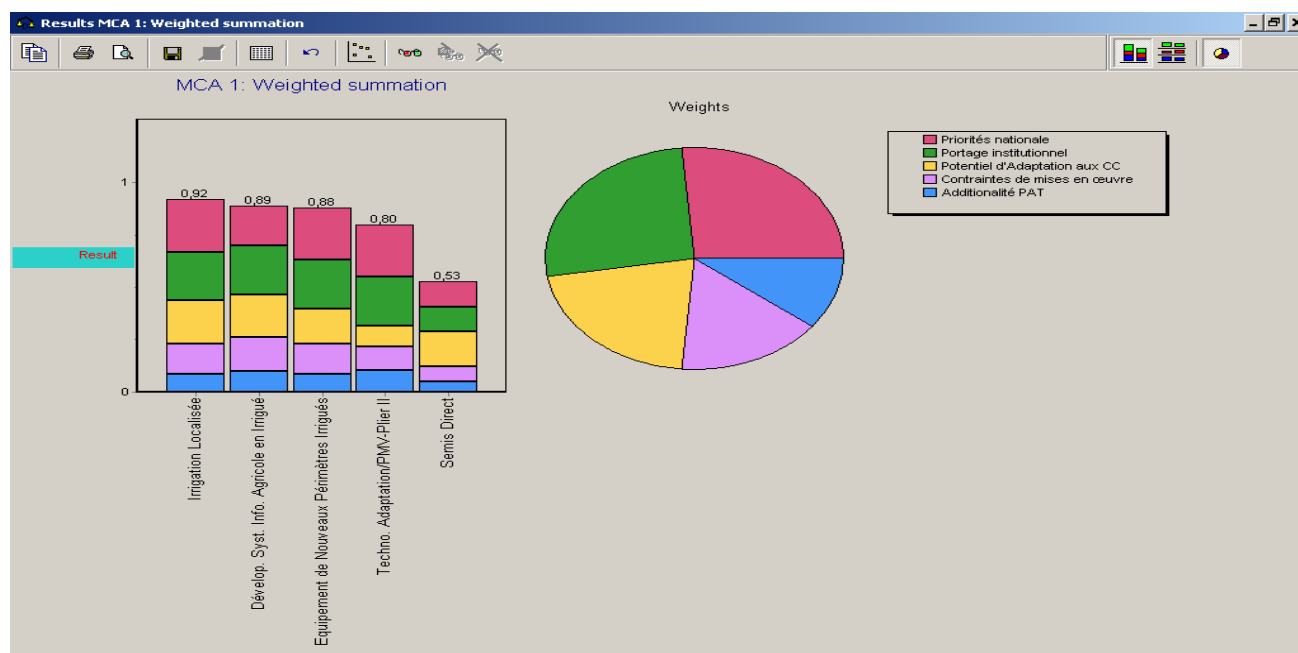 Results MCA 1: Weighted summation
MCA 1: Weighted summation
1
0
Result
0,92
0,89
0,88
0,80
0,53
Irrigation Localisée
Dévelop. Syst. Info. Agricole en Irrigué
Equipement de Nouveaux Périmètres Irrigués
Techno. Adaptation/PMV-Plier II
Semis Direct
Weights
Priorités nationale
Portage institutionnel
Potentiel d'Adaptation aux CC
Contraintes de mises en œuvre
Additionalité PAT